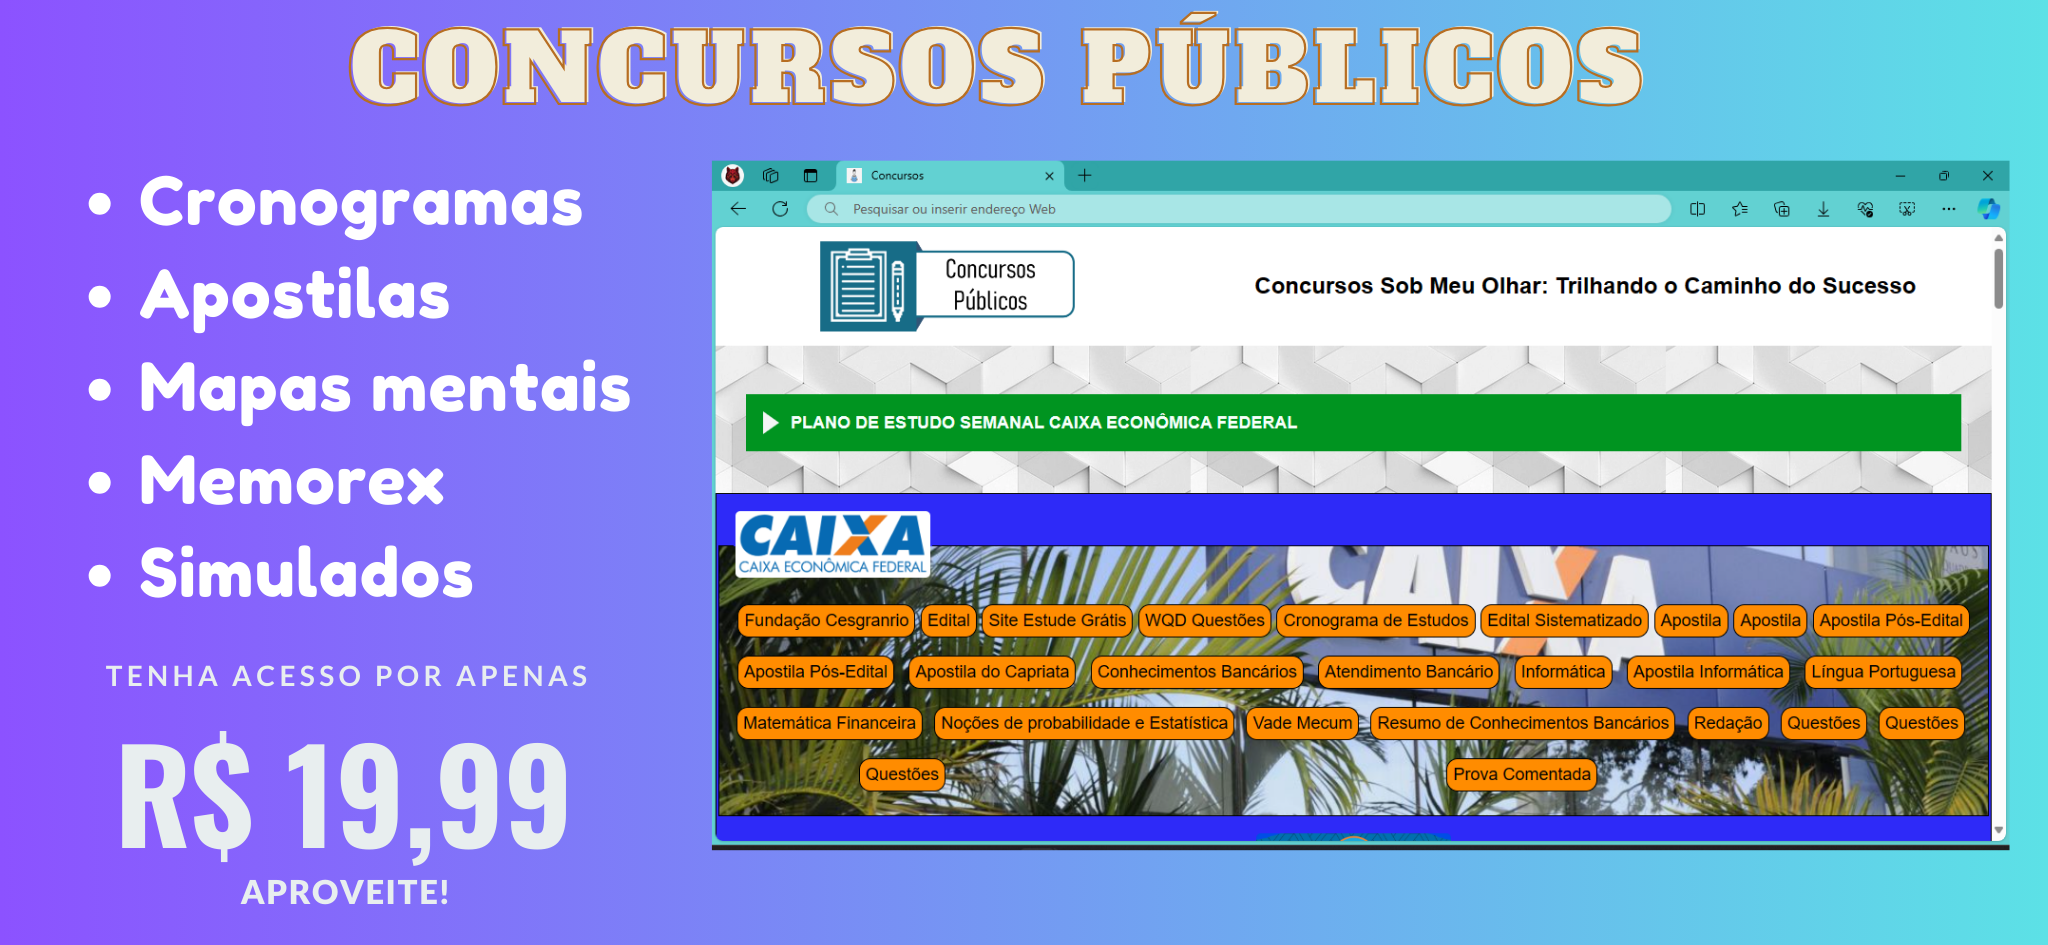 CONCURSOS PÚBLICOS
• Cronogramas
• Apostilas
• Mapas mentais
• Memorex
• Simulados
TENHA ACESSO POR APENAS
R$ 19,99
APROVEITE!
Concursos
Pesquisar ou inserir endereço Web
Concursos
Públicos
Concursos Sob Meu Olhar: Trilhando o Caminho do Sucesso
PLANO DE ESTUDO SEMANAL CAIXA ECONÔMICA FEDERAL
CAIXA
CAIXA ECONÔMICA FEDERAL
CAIXA
Fundação Cesgranrio Edital Site Estude Grátis WQD Questões Cronograma de Estudos Edital Sistematizado Apostila Apostila Apostila Pós-Edital
Apostila Pós-Edital Apostila do Capriata Conhecimentos Bancários Atendimento Bancário Informática Apostila Informática Língua Portuguesa
Matemática Financeira Noções de probabilidade e Estatística Vade Mecum Resumo de Conhecimentos Bancários Redação Questões Questões
Questões Prova Comentada